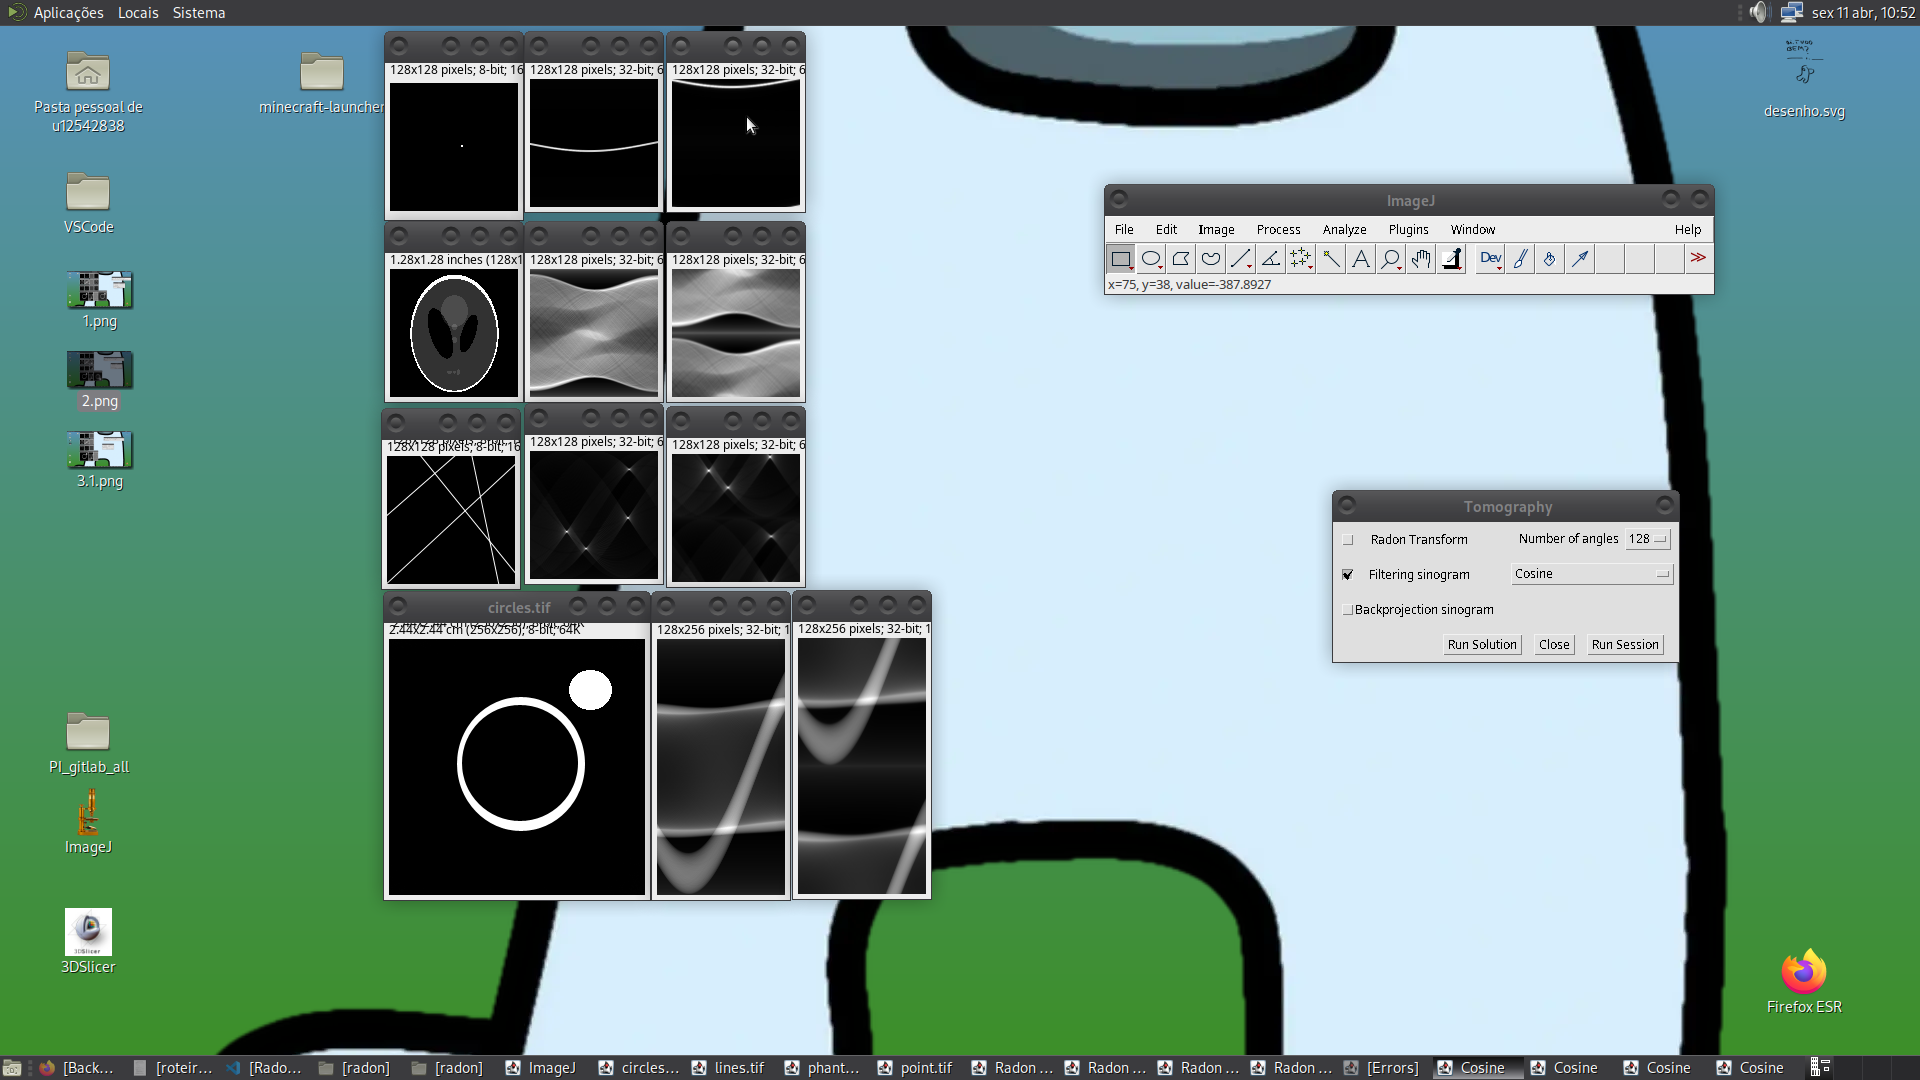 Aplicações Locais Sistema
sex 11 abr, 10:52
Pasta pessoal de
u12542838
minecraft-launcher
desenho.svg
VSCode
1.png
2.png
3.1.png
PI_gitlab_all
ImageJ
3DSlicer
Firefox ESR
128x128 pixels; 8-bit; 16
128x128 pixels; 32-bit; 6
128x128 pixels; 32-bit; 6
1.28x1.28 inches (128x1
128x128 pixels; 32-bit; 6
128x128 pixels; 32-bit; 6
128x128 pixels; 8-bit; 16
128x128 pixels; 32-bit; 6
128x128 pixels; 32-bit; 6
circles.tif
2.44x2.44 cm (256x256); 8-bit; 64K
128x256 pixels; 32-bit; 1
128x256 pixels; 32-bit; 1
ImageJ
File Edit Image Process Analyze Plugins Window Help
Dev
x=75, y=38, value=-387.8927
Tomography
Radon Transform Number of angles 128
Filtering sinogram Cosine
Backprojection sinogram
Run Solution Close Run Session
[Back... [roteir... [Rado... [radon] [radon] ImageJ circles... lines.tif phant... point.tif Radon ... Radon ... Radon ... Radon ... [Errors] Cosine Cosine Cosine Cosine